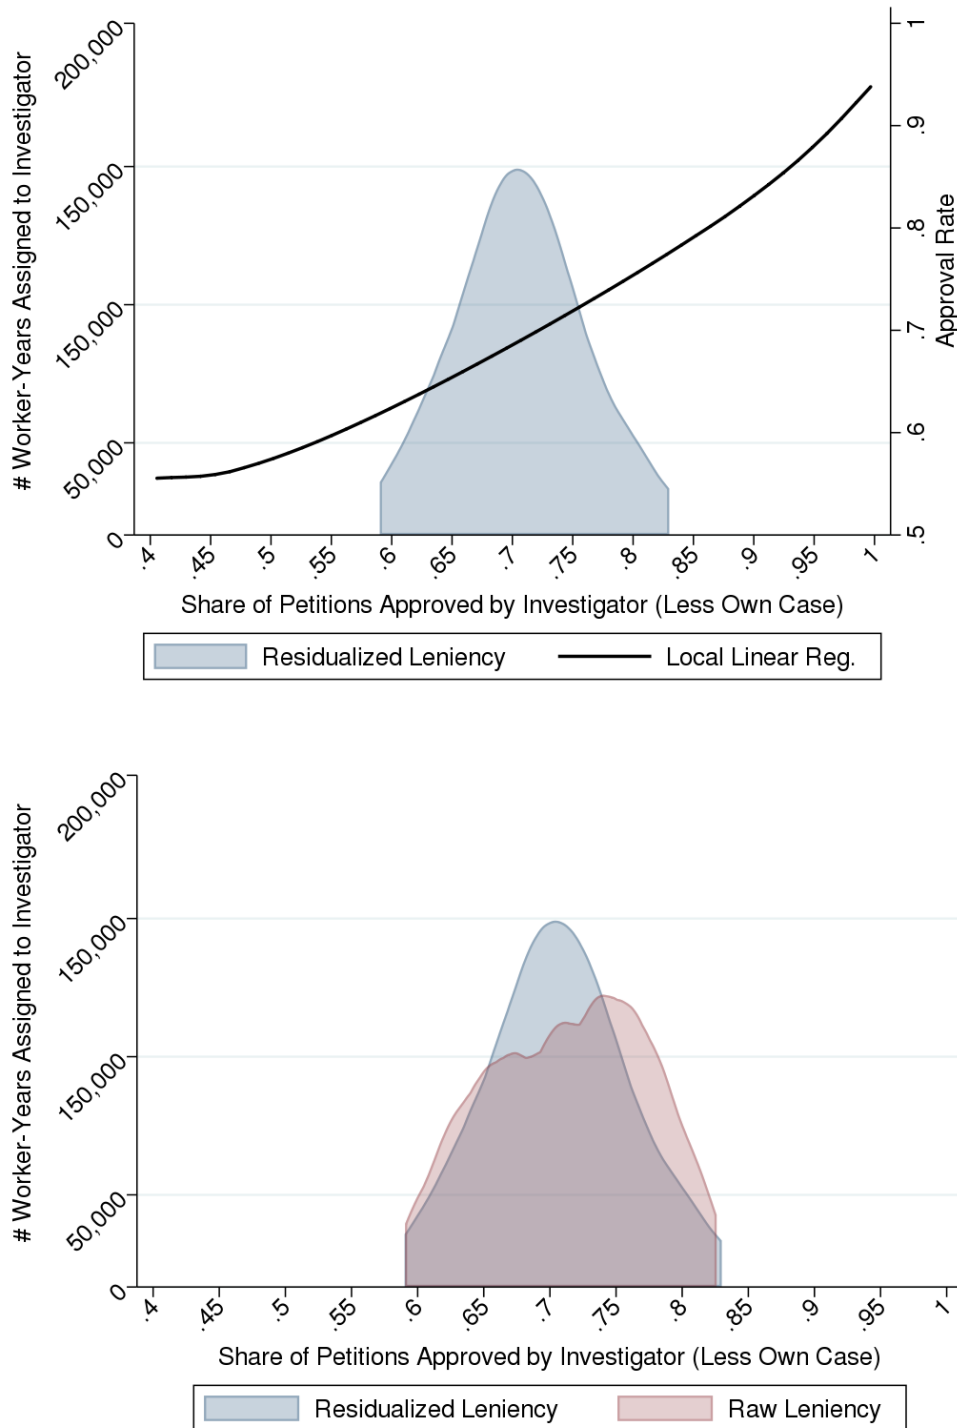 # Worker-Years Assigned to Investigator
200,000
150,000
150,000
50,000
0
1
.9
.8
.7
.6
.5
Approval Rate
.4 .45 .5 .55 .6 .65 .7 .75 .8 .85 .9 .95 1
Share of Petitions Approved by Investigator (Less Own Case)
Residualized Leniency Local Linear Reg.
# Worker-Years Assigned to Investigator
200,000
150,000
150,000
50,000
0
.4 .45 .5 .55 .6 .65 .7 .75 .8 .85 .9 .95 1
Share of Petitions Approved by Investigator (Less Own Case)
Residualized Leniency Raw Leniency